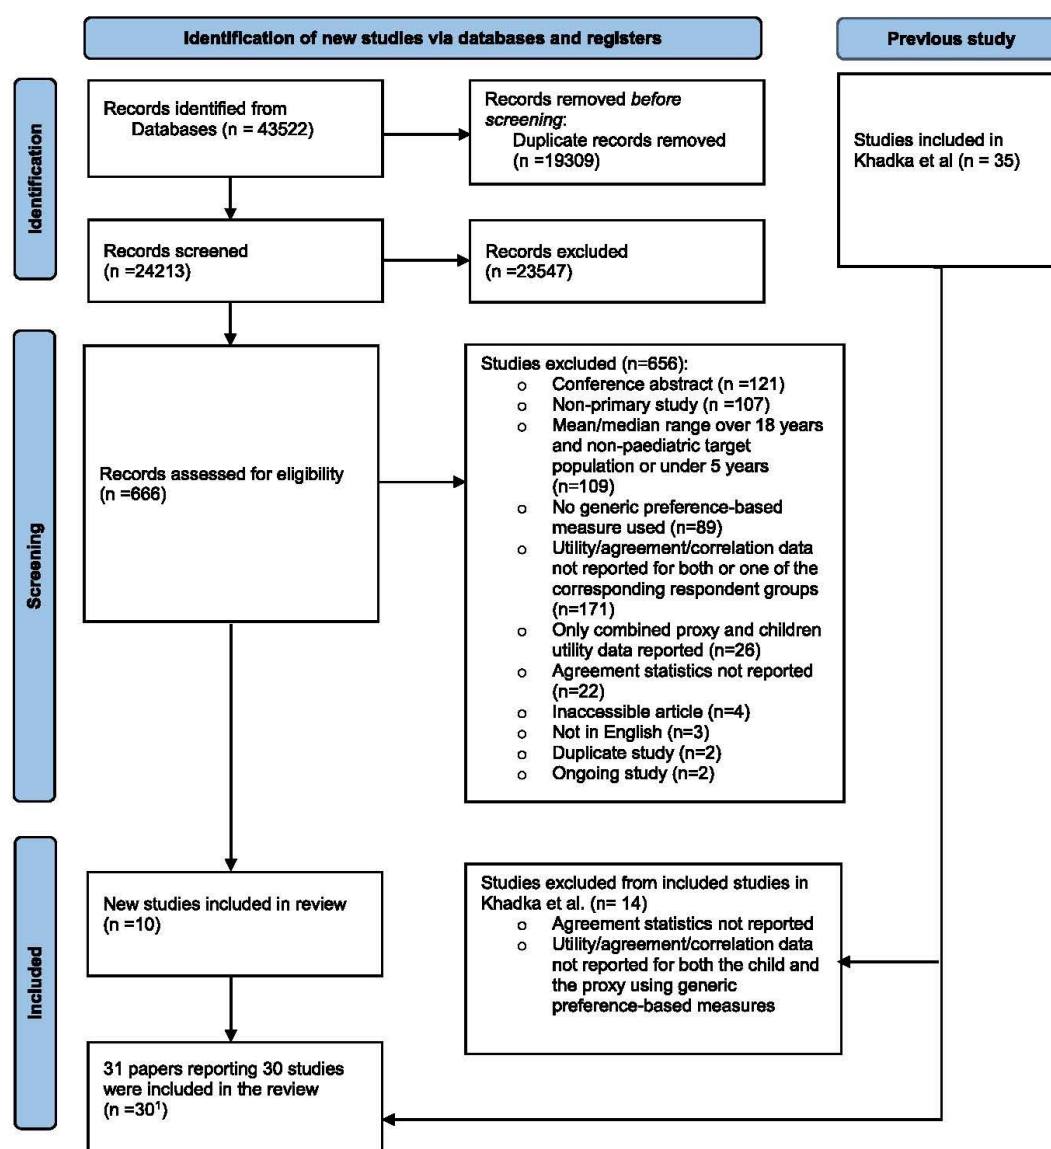 Identification of new studies via databases and registers
Previous study
Identification
Records identified from
Databases (n = 43522)
Records removed before
screening:
Duplicate records removed
(n =19309)
Studies included in
Khadka et al (n = 35)
Records screened
(n =24213)
Records excluded
(n =23547)
Screening
Records assessed for eligibility
(n =666)
Studies excluded (n=656):
o Conference abstract (n =121)
o Non-primary study (n =107)
o Mean/median range over 18 years
and non-paediatric target
population or under 5 years
(n=109)
o No generic preference-based
measure used (n=89)
o Utility/agreement/correlation data
not reported for both or one of the
corresponding respondent groups
(n=171)
o Only combined proxy and children
utility data reported (n=26)
o Agreement statistics not reported
(n=22)
o Inaccessible article (n=4)
o Not in English (n=3)
o Duplicate study (n=2)
o Ongoing study (n=2)
Included
New studies included in review
(n =10)
Studies excluded from included studies in
Khadka et al. (n= 14)
o Agreement statistics not reported
o Utility/agreement/correlation data
not reported for both the child and
the proxy using generic
preference-based measures
31 papers reporting 30 studies
were included in the review
(n =30¹)